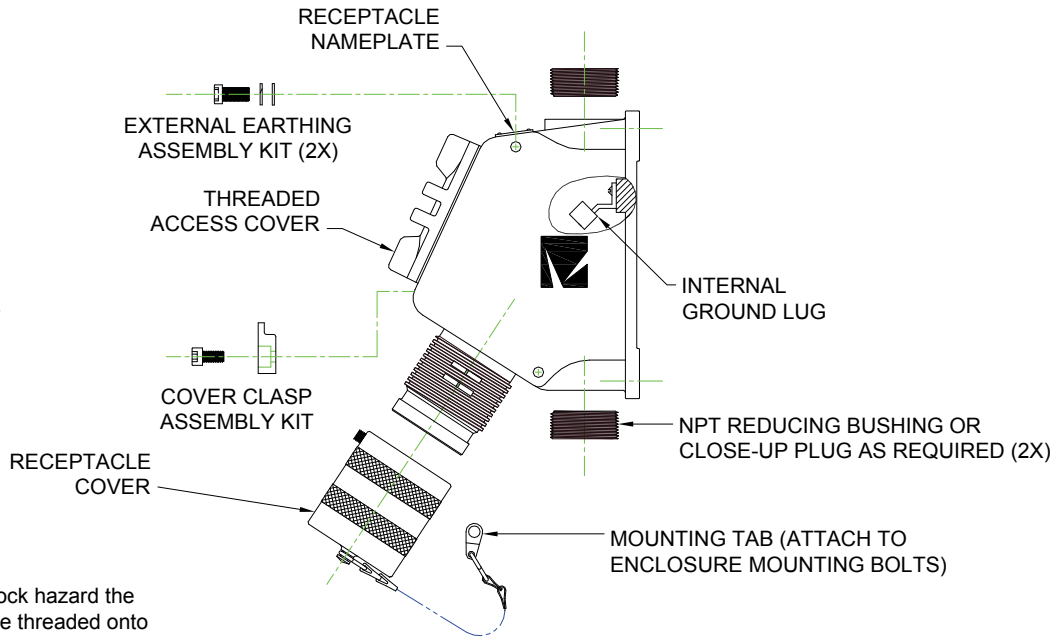 RECEPTACLE
NAMEPLATE
EXTERNAL EARTHING
ASSEMBLY KIT (2X)
THREADED
ACCESS COVER
INTERNAL
GROUND LUG
COVER CLASP
ASSEMBLY KIT
NPT REDUCING BUSHING OR
CLOSE-UP PLUG AS REQUIRED (2X)
RECEPTACLE
COVER
MOUNTING TAB (ATTACH TO
ENCLOSURE MOUNTING BOLTS)
ock hazard the
e threaded onto